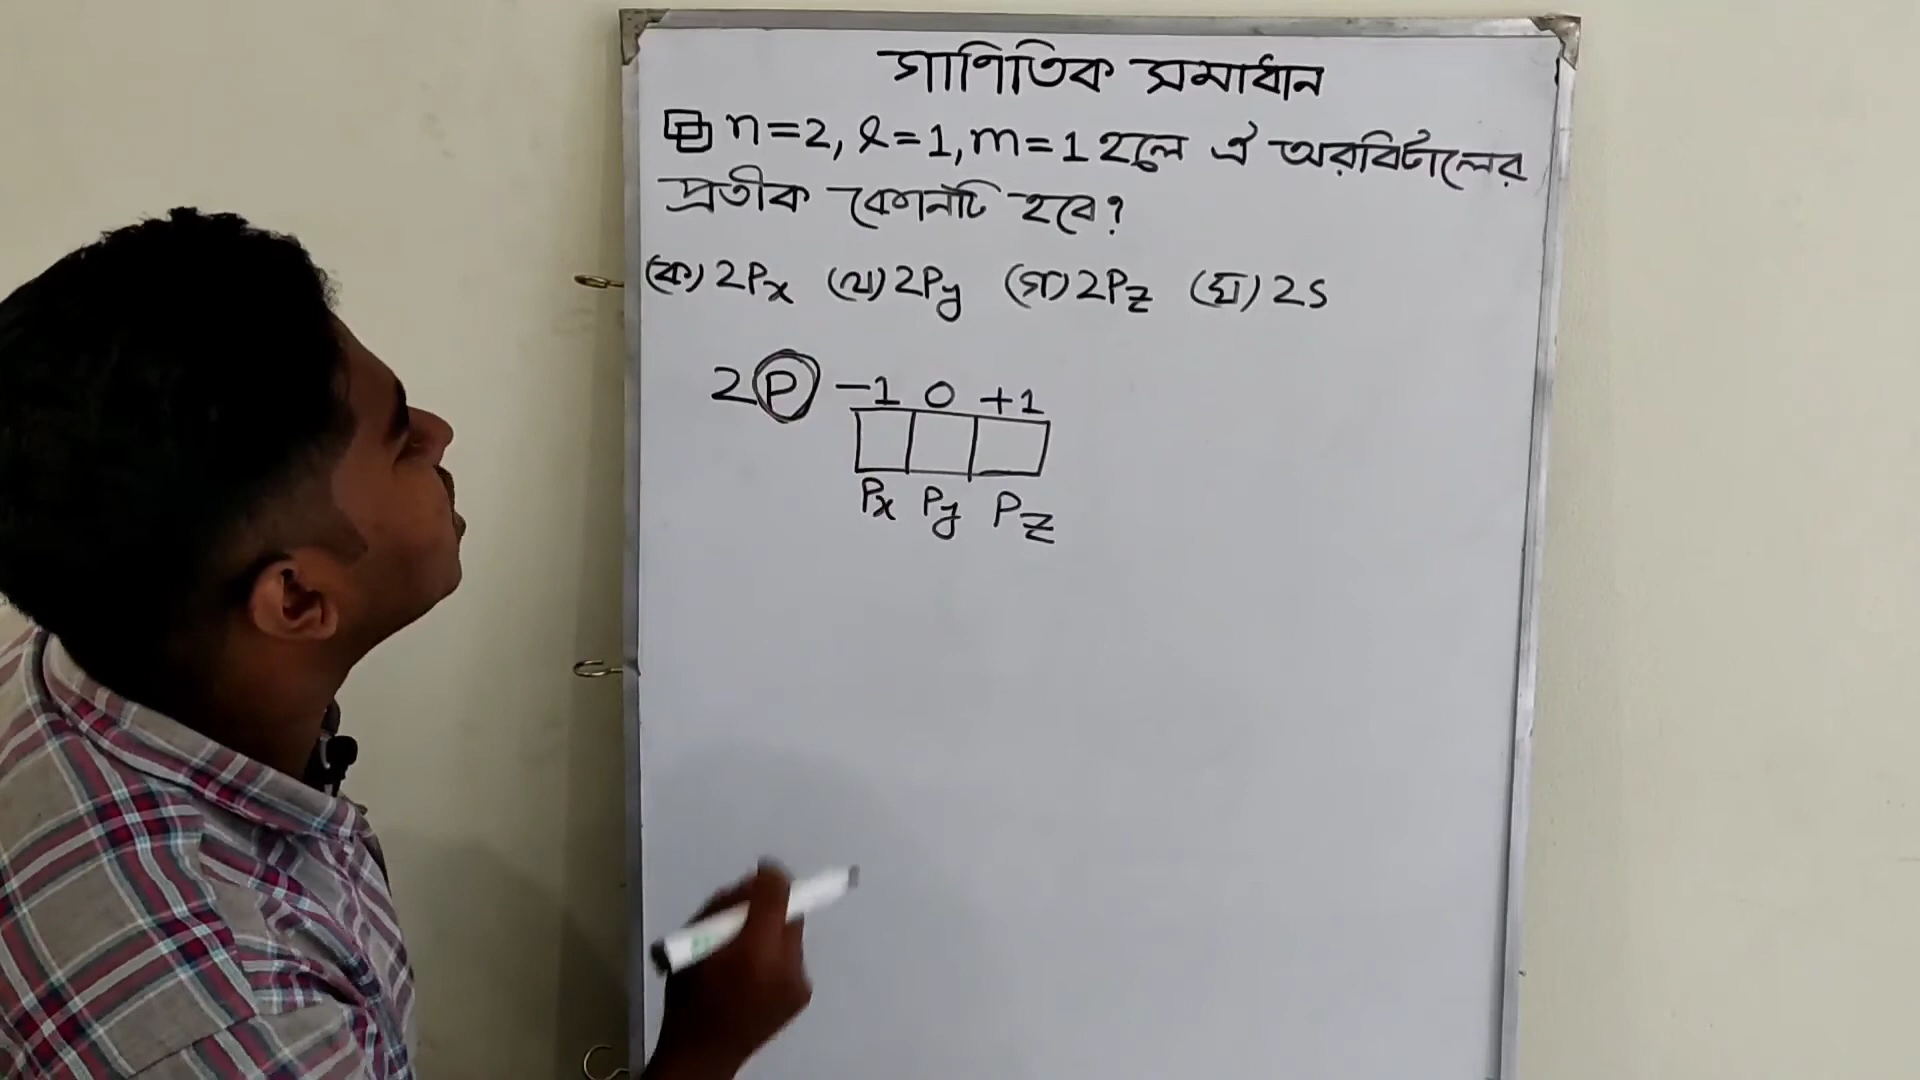 গাণিতিক সমাধান
n=2, l=1, m=1 হলে ঐ অরবিটালের
প্রতীক কোনটি হবে?
(ক) 2Px (খ) 2Py (গ) 2Pz (ঘ) 2s
2P -1 0 +1
Px Py Pz